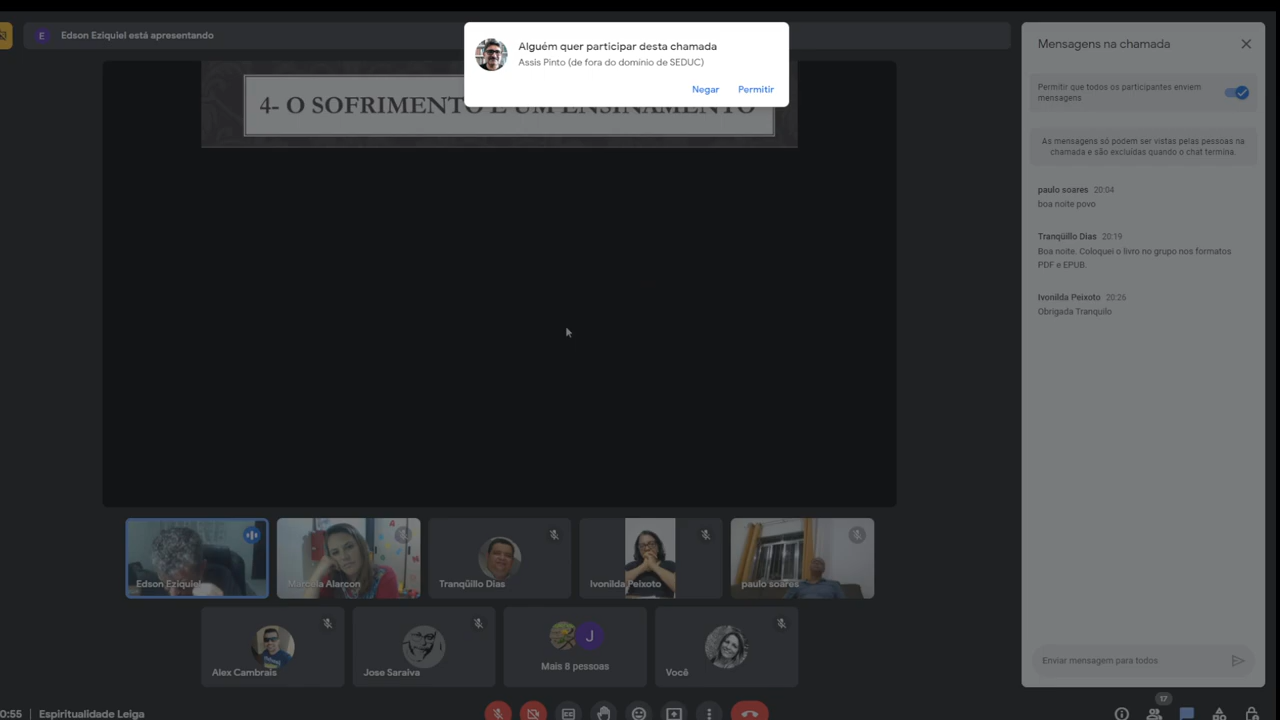 E Edson Eziquiel está apresentando
Alguém quer participar desta chamada
Assis Pinto (de fora do domínio de SEDUC)
Negar Permitir
4- O SOFRIMENTO É UM ENSINAMENTO
Mensagens na chamada
Permitir que todos os participantes enviem
mensagens
As mensagens só podem ser vistas pelas pessoas na
chamada e são excluídas quando o chat termina.
paulo soares 20:04
boa noite povo
Tranqüillo Dias 20:19
Boa noite. Coloquei o livro no grupo nos formatos
PDF e EPUB.
Ivonilda Peixoto 20:26
Obrigada Tranquilo
Edson Eziquiel
Marcela Alarcon
Tranqüillo Dias
Ivonilda Peixoto
paulo soares
Alex Cambrais
Jose Saraiva
J
Mais 8 pessoas
Você
Enviar mensagem para todos
0:55 | Espiritualidade Leiga
17